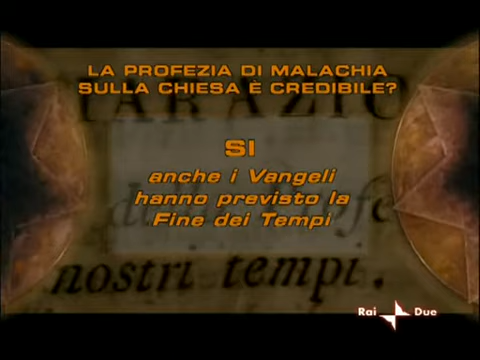 LA PROFEZIA DI MALACHIA
SULLA CHIESA È CREDIBILE?
TARAZIO
SI
anche i Vangeli
hanno previsto la
Fine dei Tempi
nostri tempi.
Rai Due